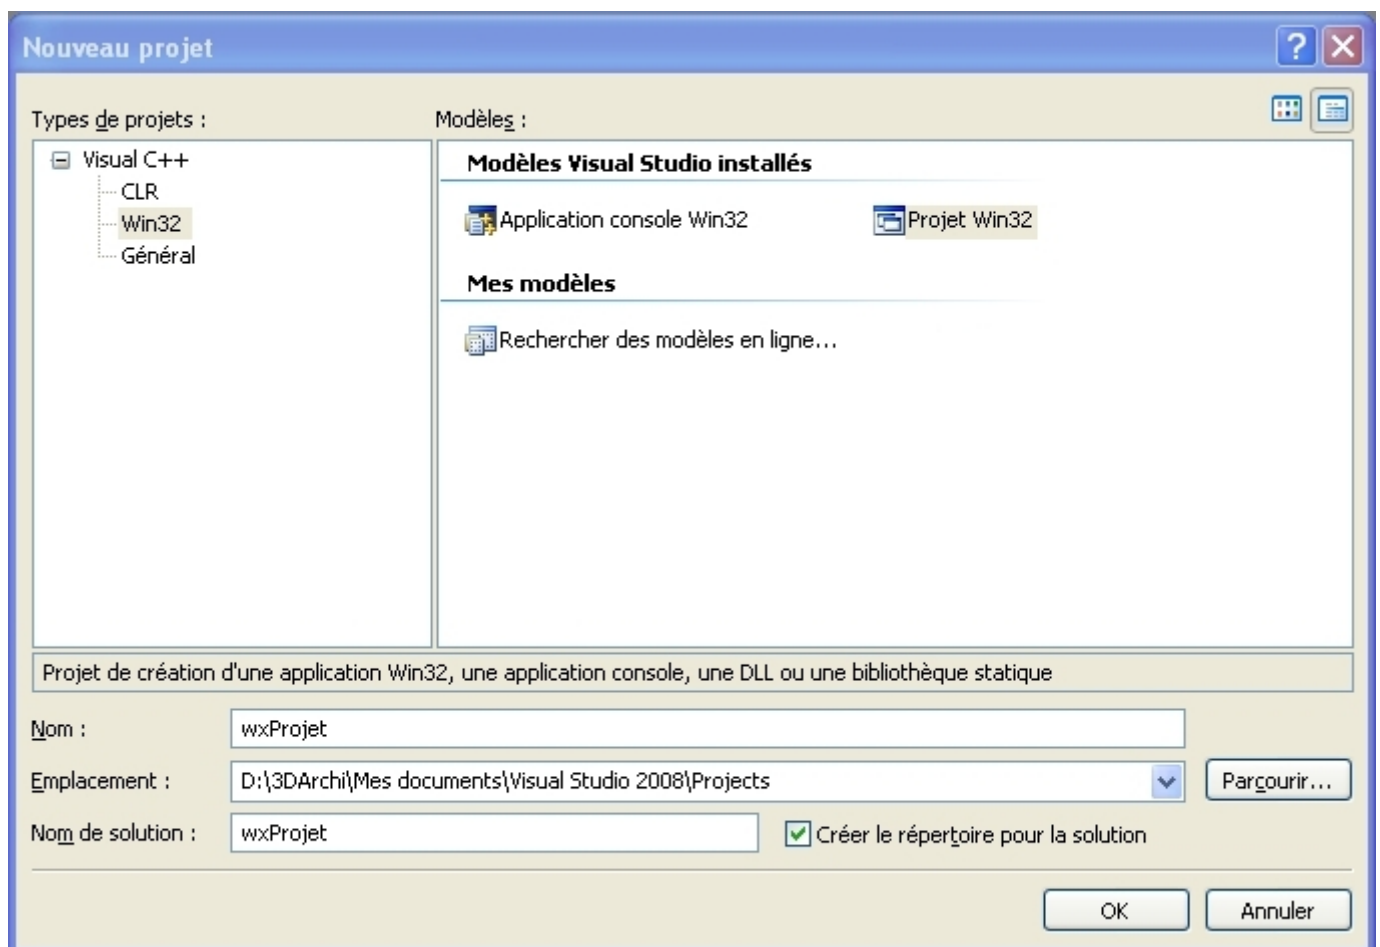 Nouveau projet
Types de projets :
Modèles :
Visual C++
CLR
Win32
Général
Modèles Visual Studio installés
Application console Win32
Projet Win32
Mes modèles
Rechercher des modèles en ligne...
Projet de création d'une application Win32, une application console, une DLL ou une bibliothèque statique
Nom :
wxProjet
Emplacement :
D:\3DArchi\Mes documents\Visual Studio 2008\Projects
Parcourir...
Nom de solution :
wxProjet
Créer le répertoire pour la solution
OK
Annuler